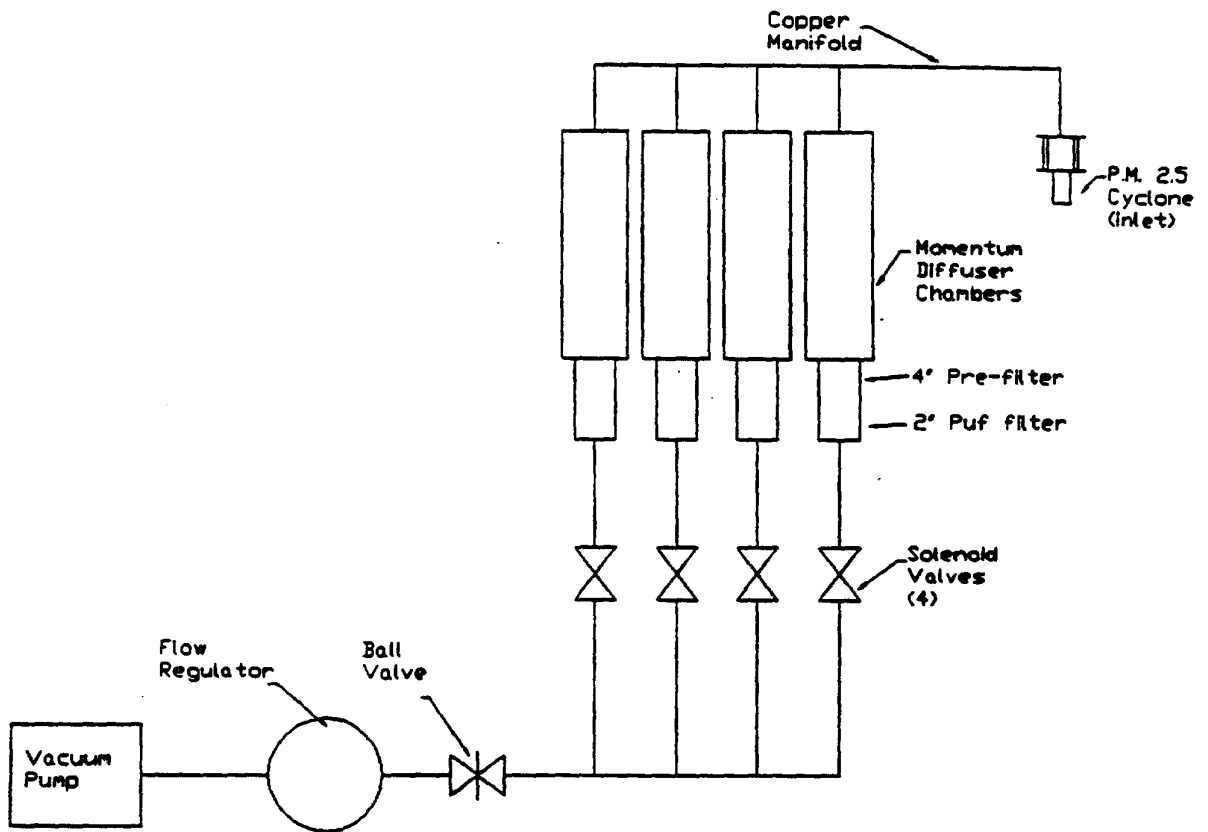 Copper
Manifold
P.M. 2.5
Cyclone
(inlet)
Momentum
Diffuser
Chambers
4" Pre-filter
2" Puf filter
Solenoid
Valves
(4)
Flow
Regulator
Ball
Valve
Vacuum
Pump